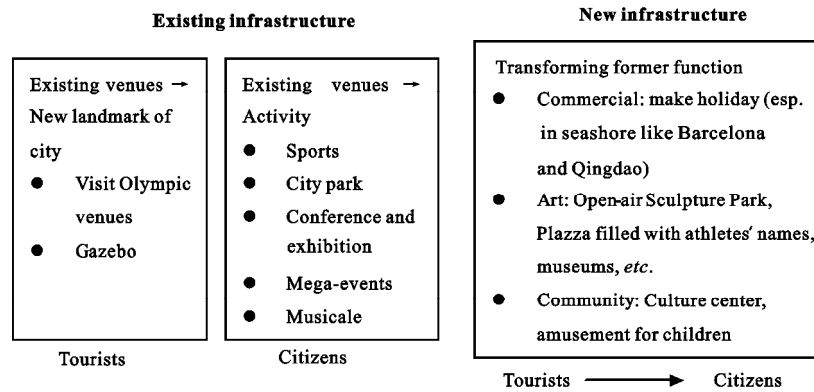 Existing infrastructure
Existing venues →
New landmark of
city
● Visit Olympic
venues
● Gazebo
Tourists
Existing venues →
Activity
● Sports
● City park
● Conference and
exhibition
● Mega-events
● Musicale
Citizens
New infrastructure
Transforming former function
● Commercial: make holiday (esp.
in seashore like Barcelona
and Qingdao)
● Art: Open-air Sculpture Park,
Plazza filled with athletes' names,
museums, etc.
● Community: Culture center,
amusement for children
Tourists → Citizens